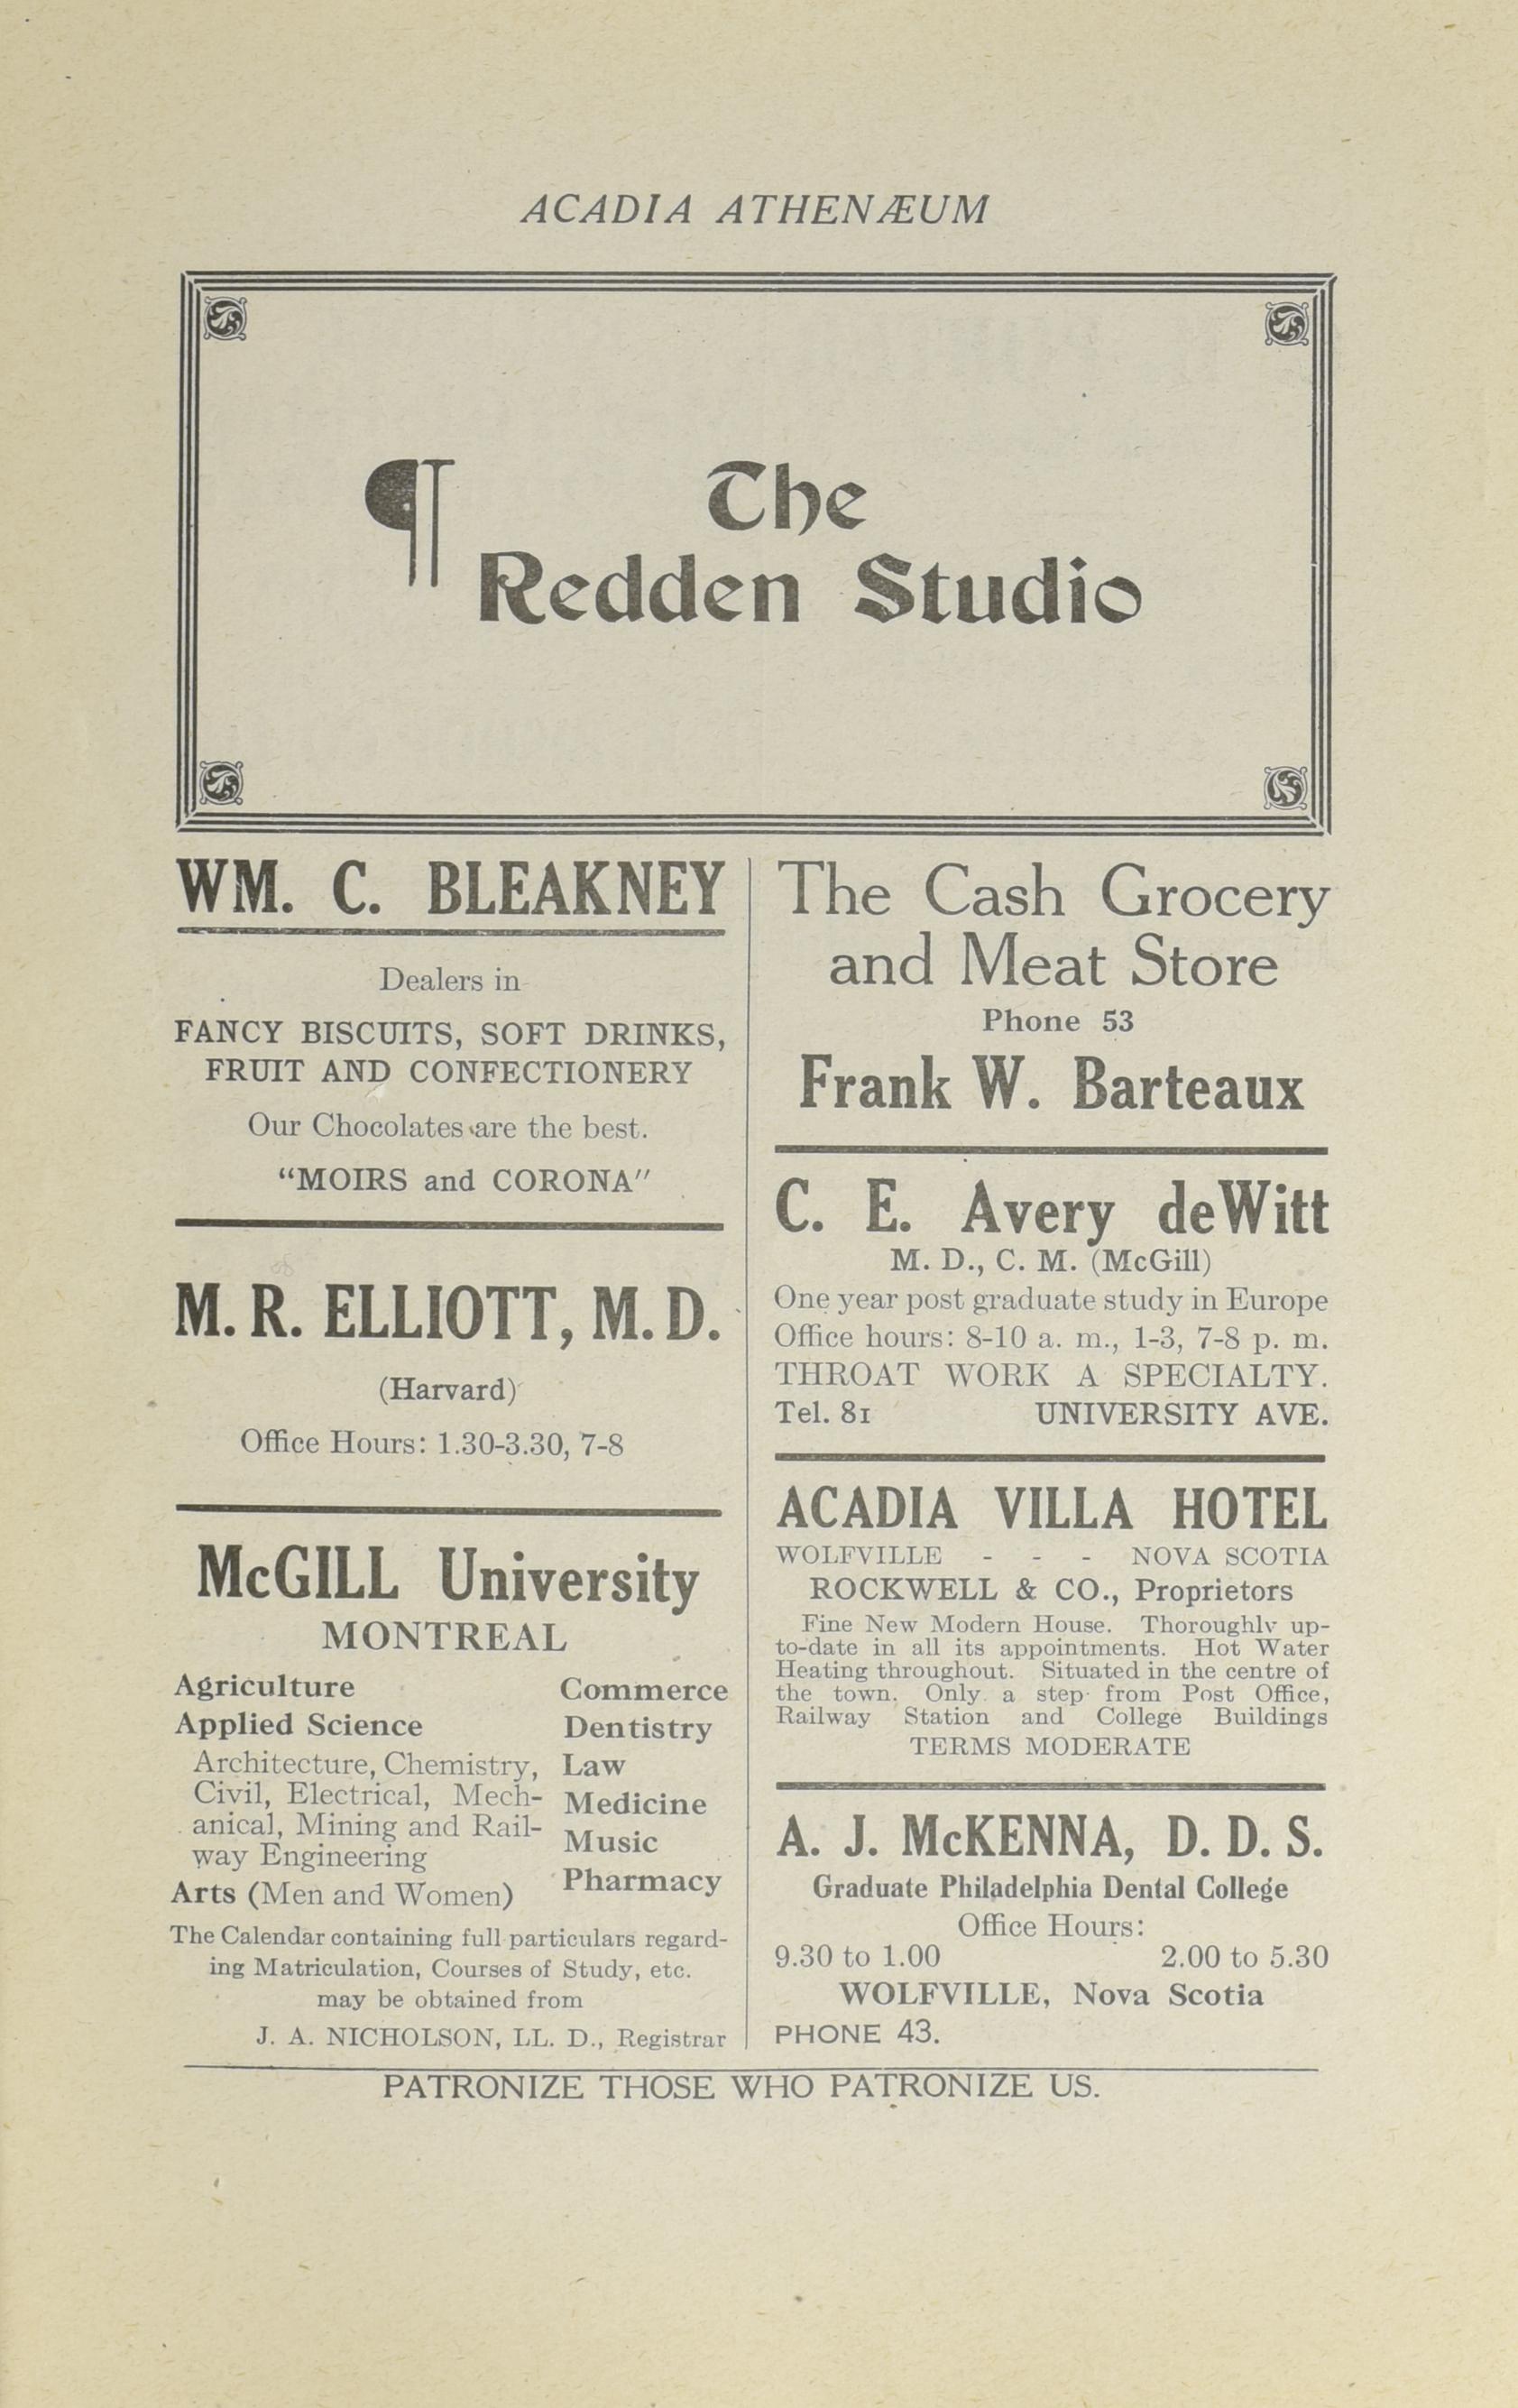 ACADIA ATHENÆUM
¶ The
Redden Studio
WM. C. BLEAKNEY
Dealers in
FANCY BISCUITS, SOFT DRINKS,
FRUIT AND CONFECTIONERY
Our Chocolates are the best.
"MOIRS and CORONA"
M. R. ELLIOTT, M. D.
(Harvard)
Office Hours: 1.30-3.30, 7-8
McGILL University
MONTREAL
Agriculture
Applied Science
Architecture, Chemistry,
Civil, Electrical, Mech-
anical, Mining and Rail-
way Engineering
Arts (Men and Women)
Commerce
Dentistry
Law
Medicine
Music
Pharmacy
The Calendar containing full particulars regard-
ing Matriculation, Courses of Study, etc.
may be obtained from
J. A. NICHOLSON, LL. D., Registrar
The Cash Grocery
and Meat Store
Phone 53
Frank W. Barteaux
C. E. Avery deWitt
M. D., C. M. (McGill)
One year post graduate study in Europe
Office hours: 8-10 a. m., 1-3, 7-8 p. m.
THROAT WORK A SPECIALTY.
Tel. 81 UNIVERSITY AVE.
ACADIA VILLA HOTEL
WOLFVILLE - - - NOVA SCOTIA
ROCKWELL & CO., Proprietors
Fine New Modern House. Thoroughly up-
to-date in all its appointments. Hot Water
Heating throughout. Situated in the centre of
the town. Only a step from Post Office,
Railway Station and College Buildings
TERMS MODERATE
A. J. McKENNA, D. D. S.
Graduate Philadelphia Dental College
Office Hours:
9.30 to 1.00 2.00 to 5.30
WOLFVILLE, Nova Scotia
PHONE 43.
PATRONIZE THOSE WHO PATRONIZE US.